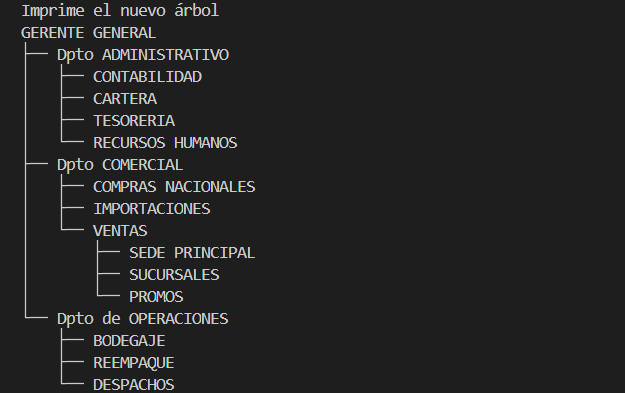 Imprime el nuevo árbol
GERENTE GENERAL
├── Dpto ADMINISTRATIVO
│   ├── CONTABILIDAD
│   ├── CARTERA
│   ├── TESORERIA
│   └── RECURSOS HUMANOS
├── Dpto COMERCIAL
│   ├── COMPRAS NACIONALES
│   ├── IMPORTACIONES
│   └── VENTAS
│       ├── SEDE PRINCIPAL
│       ├── SUCURSALES
│       └── PROMOS
└── Dpto de OPERACIONES
    ├── BODEGAJE
    ├── REEMPAQUE
    └── DESPACHOS